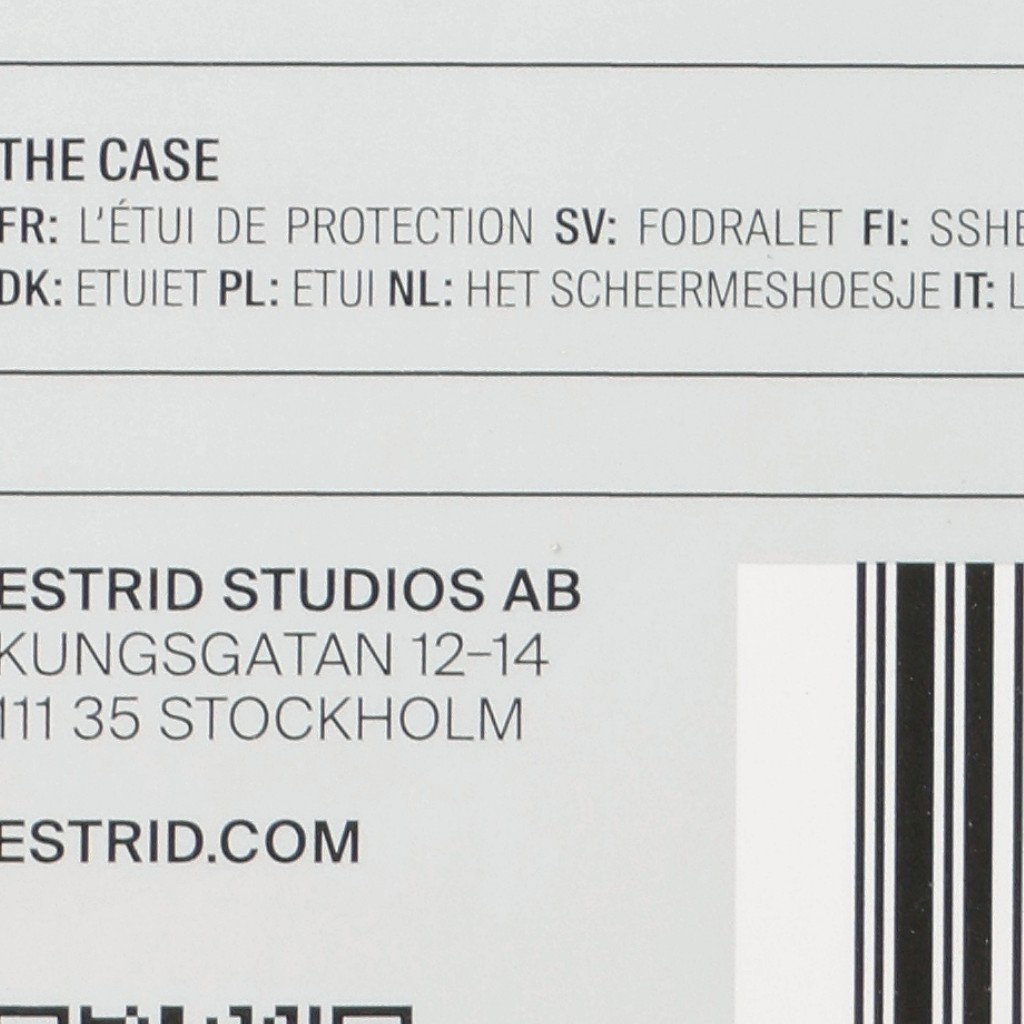 THE CASE
FR: L'ÉTUI DE PROTECTION SV: FODRALET FI:
DK: ETUIET PL: ETUI NL: HET SCHEERMESHOESJE IT:
ESTRID STUDIOS AB
KUNGSGATAN 12–14
111 35 STOCKHOLM
ESTRID.COM